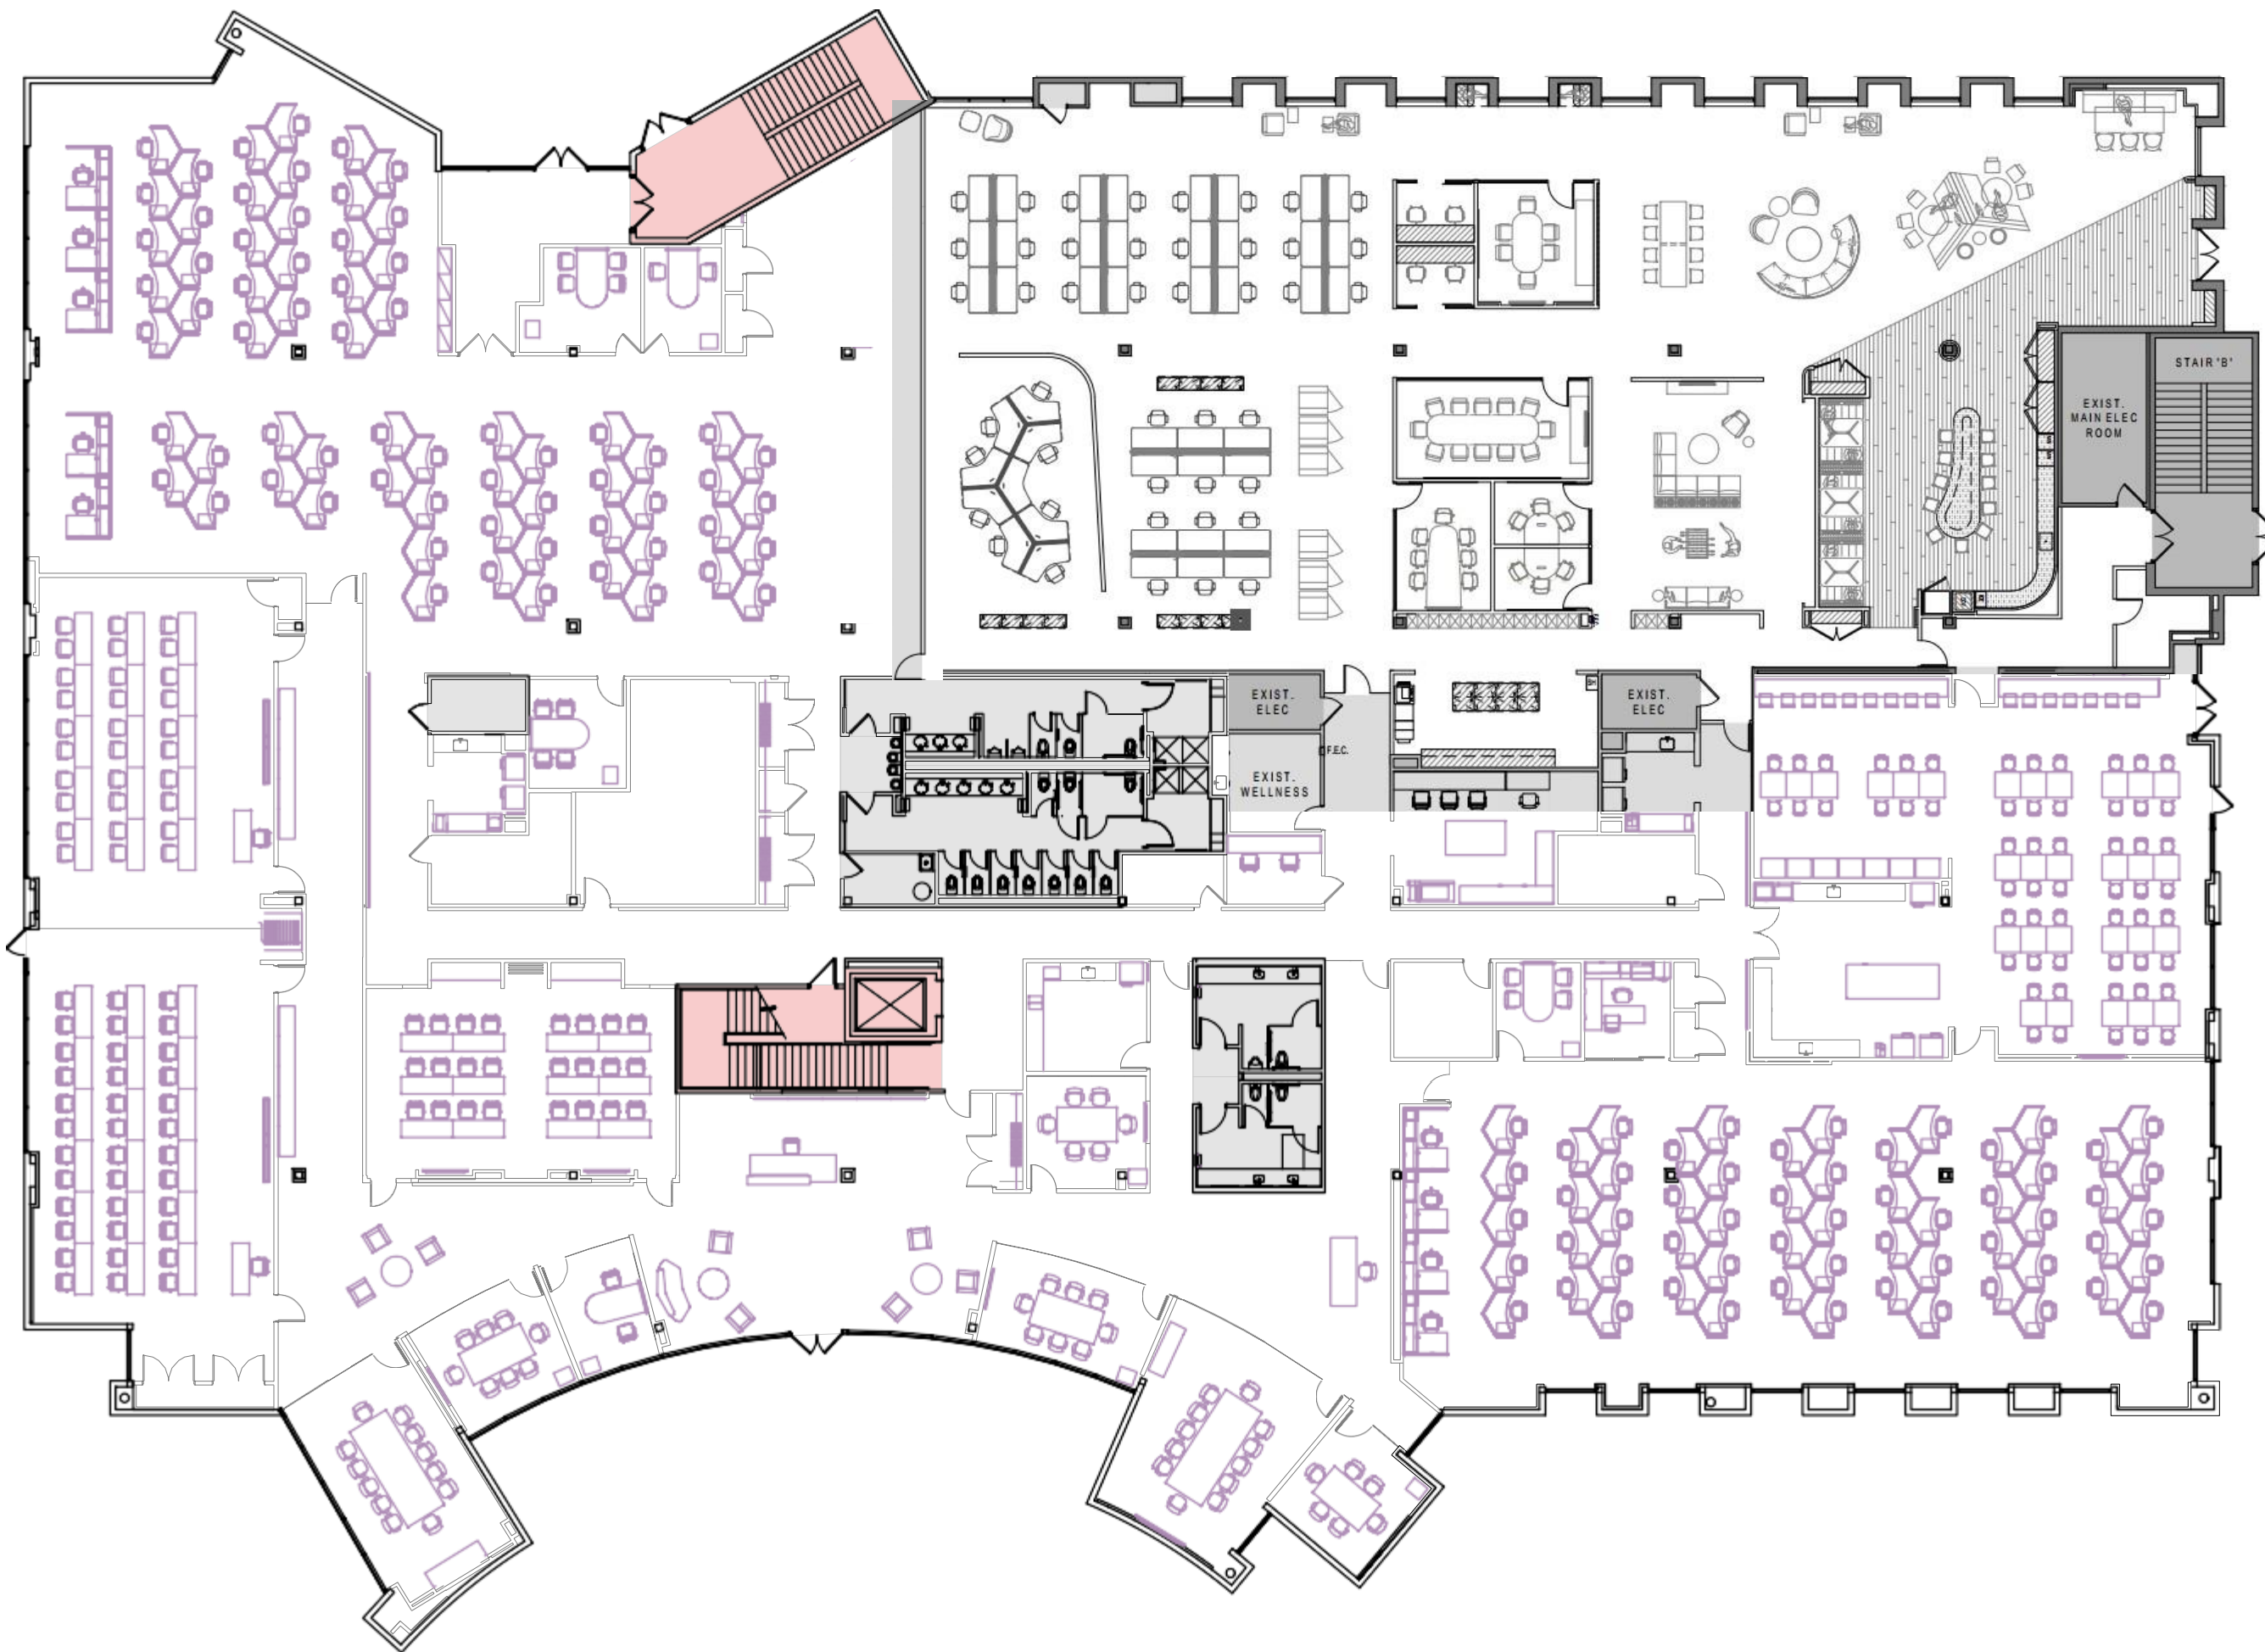 STAIR 'B'
EXIST.
MAIN ELEC
ROOM
EXIST.
ELEC
EXIST.
ELEC
F.E.C.
EXIST.
WELLNESS